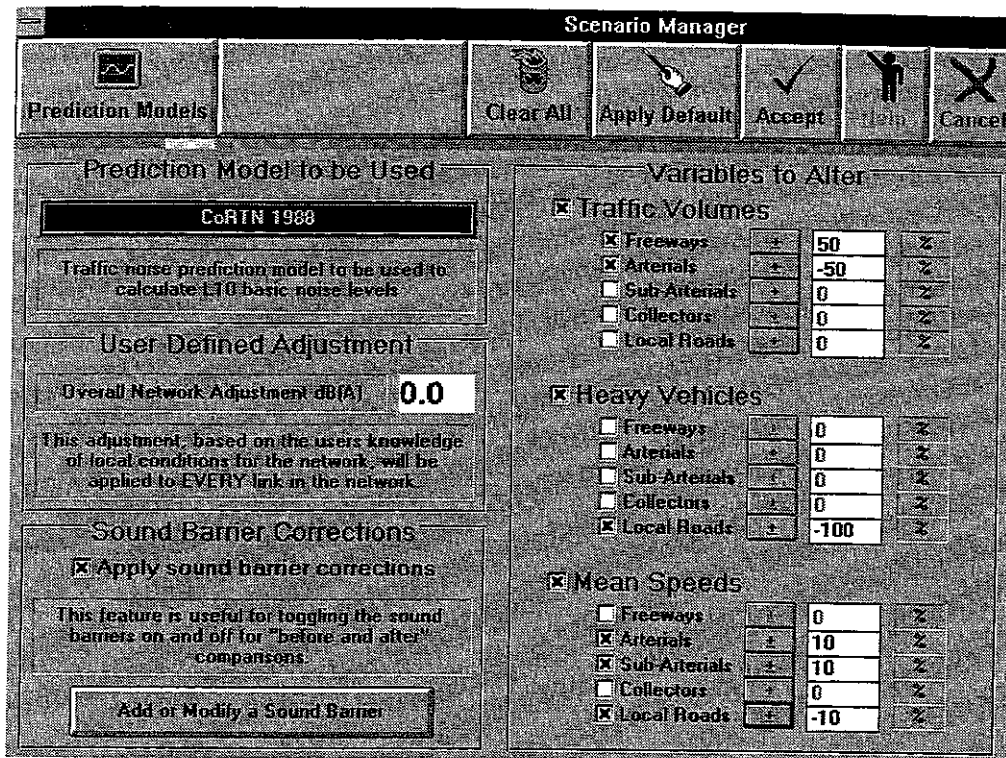 Scenario Manager
Prediction Models
Clear All
Apply Default
Accept
Help
Cancel
Prediction Model to be Used
CoRTN 1988
Traffic noise prediction model to be used to
calculate L10 basic noise levels
User Defined Adjustment
Overall Network Adjustment dB(A) 0.0
This adjustment, based on the users knowledge
of local conditions for the network, will be
applied to EVERY link in the network.
Sound Barrier Corrections
Apply sound barrier corrections
This feature is useful for toggling the sound
barriers on and off for "before and after"
comparisons.
Add or Modify a Sound Barrier
Variables to Alter
Traffic Volumes
Freeways ± 50 %
Arterials ± -50 %
Sub-Arterials ± 0 %
Collectors ± 0 %
Local Roads ± 0 %
Heavy Vehicles
Freeways ± 0 %
Arterials ± 0 %
Sub-Arterials ± 0 %
Collectors ± 0 %
Local Roads ± -100 %
Mean Speeds
Freeways ± 0 %
Arterials ± 10 %
Sub-Arterials ± 10 %
Collectors ± 0 %
Local Roads ± -10 %